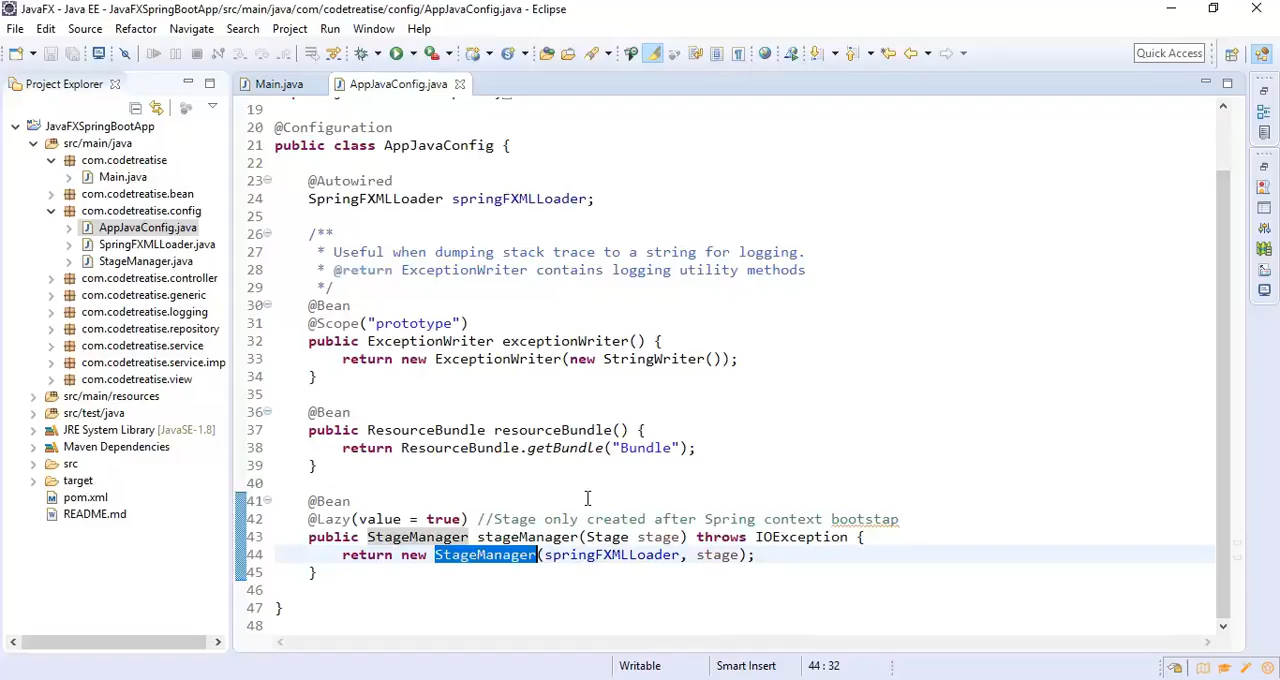 JavaFX - Java EE - JavaFXSpringBootApp/src/main/java/com/codetreatise/config/AppJavaConfig.java - Eclipse
File Edit Source Refactor Navigate Search Project Run Window Help
Quick Access
Project Explorer
Main.java AppJavaConfig.java
JavaFXSpringBootApp
src/main/java
com.codetreatise
Main.java
com.codetreatise.bean
com.codetreatise.config
AppJavaConfig.java
SpringFXMLLoader.java
StageManager.java
com.codetreatise.controller
com.codetreatise.generic
com.codetreatise.logging
com.codetreatise.repository
com.codetreatise.service
com.codetreatise.service.imp
com.codetreatise.view
src/main/resources
src/test/java
JRE System Library [JavaSE-1.8]
Maven Dependencies
src
target
pom.xml
README.md
19
20 @Configuration
21 public class AppJavaConfig {
22
23 @Autowired
24 SpringFXMLLoader springFXMLLoader;
25
26 /**
27 * Useful when dumping stack trace to a string for logging.
28 * @return ExceptionWriter contains logging utility methods
29 */
30 @Bean
31 @Scope("prototype")
32 public ExceptionWriter exceptionWriter() {
33 return new ExceptionWriter(new StringWriter());
34 }
35
36 @Bean
37 public ResourceBundle resourceBundle() {
38 return ResourceBundle.getBundle("Bundle");
39 }
40
41 @Bean
42 @Lazy(value = true) //Stage only created after Spring context bootstap
43 public StageManager stageManager(Stage stage) throws IOException {
44 return new StageManager(springFXMLLoader, stage);
45 }
46
47 }
48
Writable Smart Insert 44 : 32